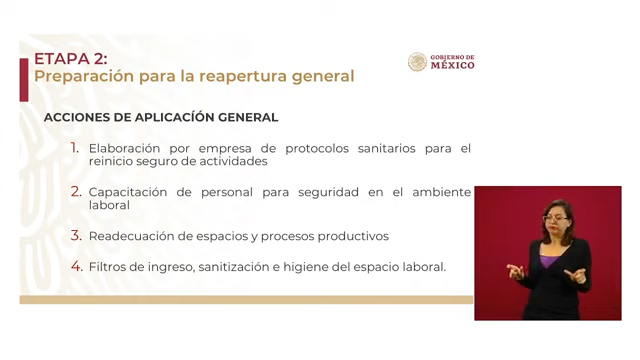 ETAPA 2:
Preparación para la reapertura general
GOBIERNO DE
MÉXICO
ACCIONES DE APLICACÍÓN GENERAL
1. Elaboración por empresa de protocolos sanitarios para el
reinicio seguro de actividades
2. Capacitación de personal para seguridad en el ambiente
laboral
3. Readecuación de espacios y procesos productivos
4. Filtros de ingreso, sanitización e higiene del espacio laboral.